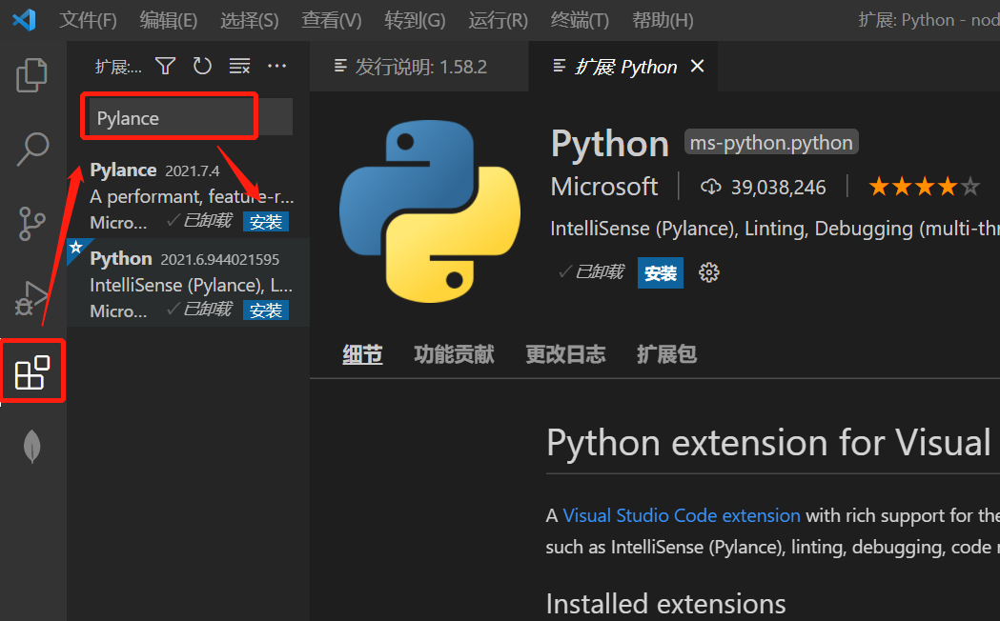 文件(F) 编辑(E) 选择(S) 查看(V) 转到(G) 运行(R) 终端(T) 帮助(H) 扩展: Python - nod
扩展:...
发行说明: 1.58.2
扩展 Python
Pylance
Pylance 2021.7.4
A performant, feature-r...
Micro... 已卸载 安装
Python 2021.6.944021595
IntelliSense (Pylance), L...
Micro... 已卸载 安装
Python ms-python.python
Microsoft 39,038,246
IntelliSense (Pylance), Linting, Debugging (multi-thr
已卸载 安装
细节 功能贡献 更改日志 扩展包
Python extension for Visual
A Visual Studio Code extension with rich support for the
such as IntelliSense (Pylance), linting, debugging, code n
Installed extensions